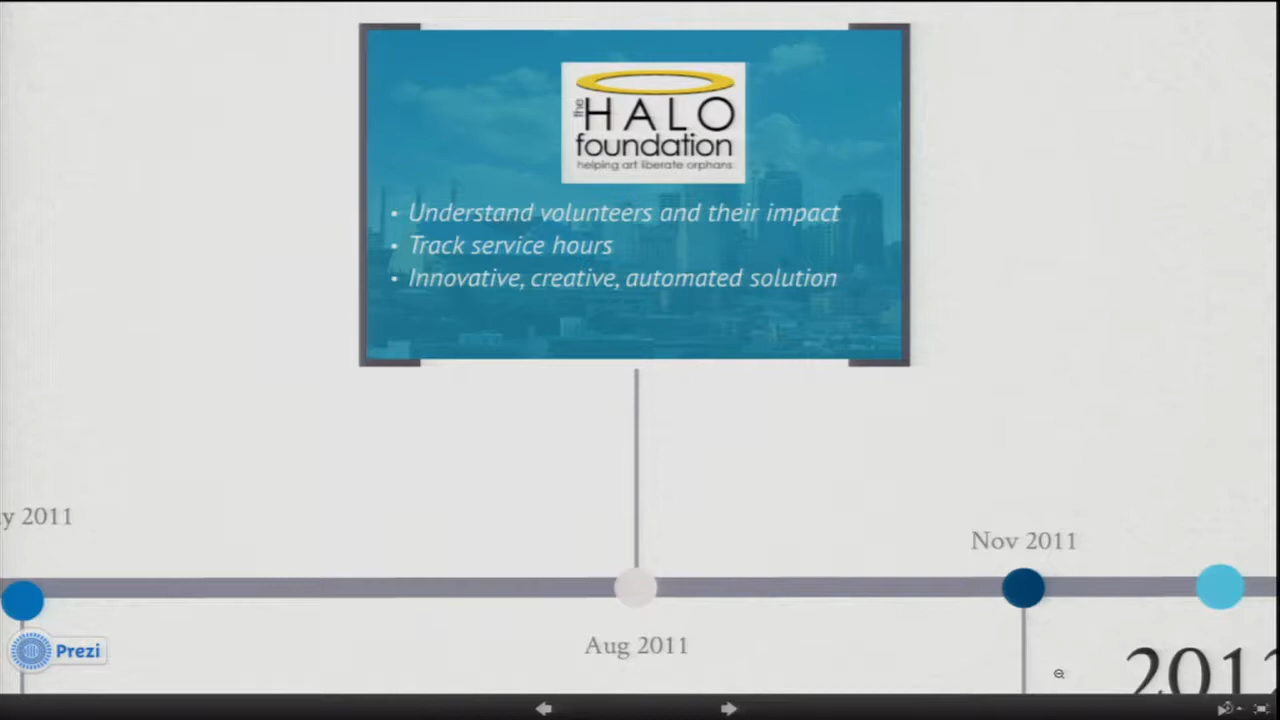 the
HALO
foundation
helping art liberate orphans
• Understand volunteers and their impact
• Track service hours
• Innovative, creative, automated solution
2011
Nov 2011
Aug 2011
Prezi